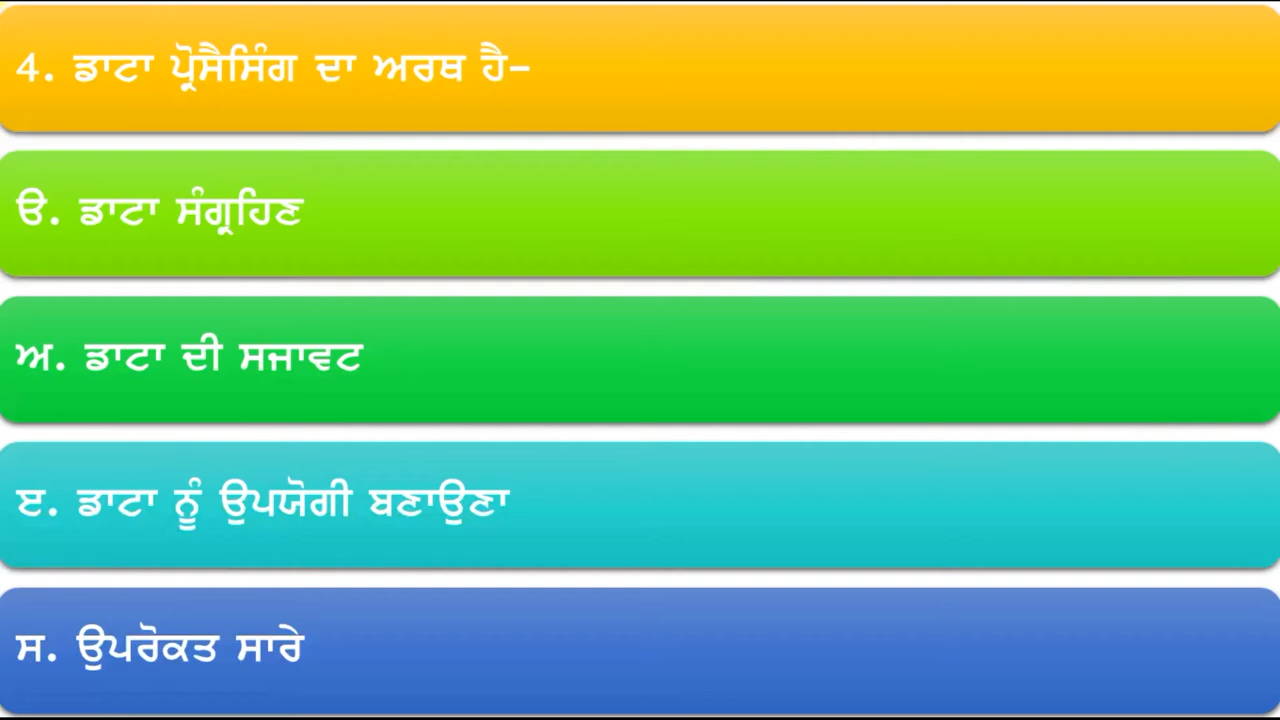 4. ਡਾਟਾ ਪ੍ਰੋਸੈਸਿੰਗ ਦਾ ਅਰਥ ਹੈ–
ੳ. ਡਾਟਾ ਸੰਗ੍ਰਹਿਣ
ਅ. ਡਾਟਾ ਦੀ ਸਜਾਵਟ
ੲ. ਡਾਟਾ ਨੂੰ ਉਪਯੋਗੀ ਬਣਾਉਣਾ
ਸ. ਉਪਰੋਕਤ ਸਾਰੇ